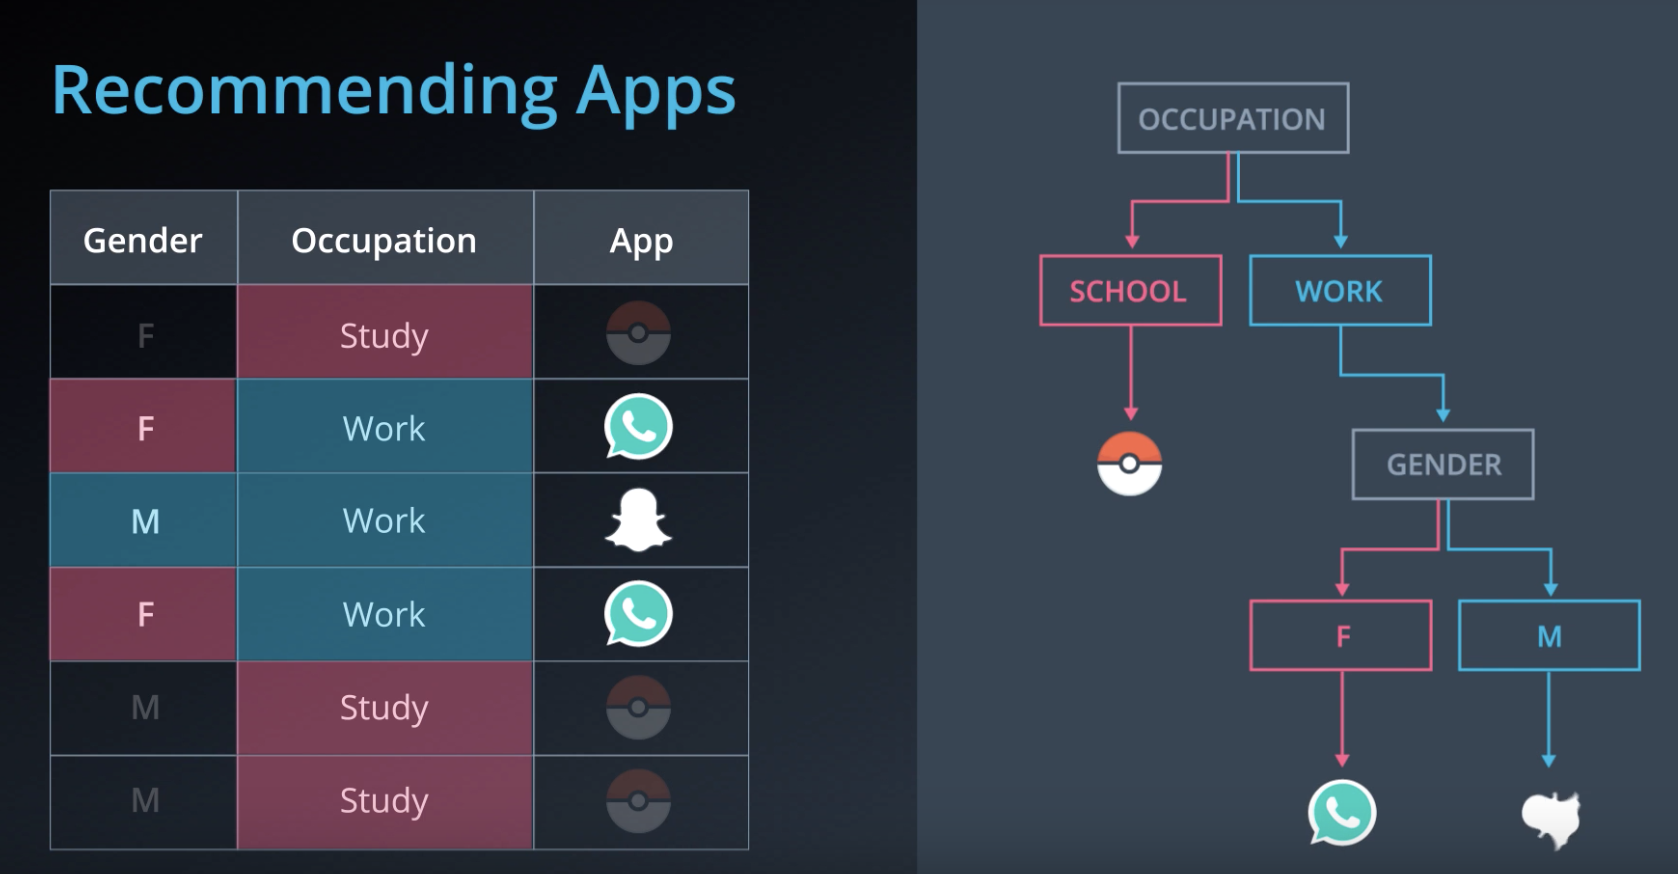 Recommending Apps
Gender Occupation App
F Study
F Work
M Work
F Work
M Study
M Study
OCCUPATION
SCHOOL WORK
GENDER
F M